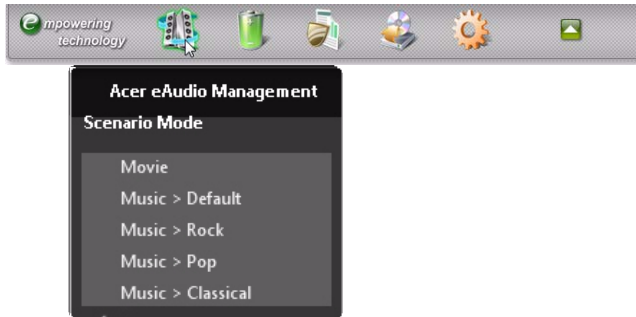 empowering
technology
Acer eAudio Management
Scenario Mode
Movie
Music > Default
Music > Rock
Music > Pop
Music > Classical